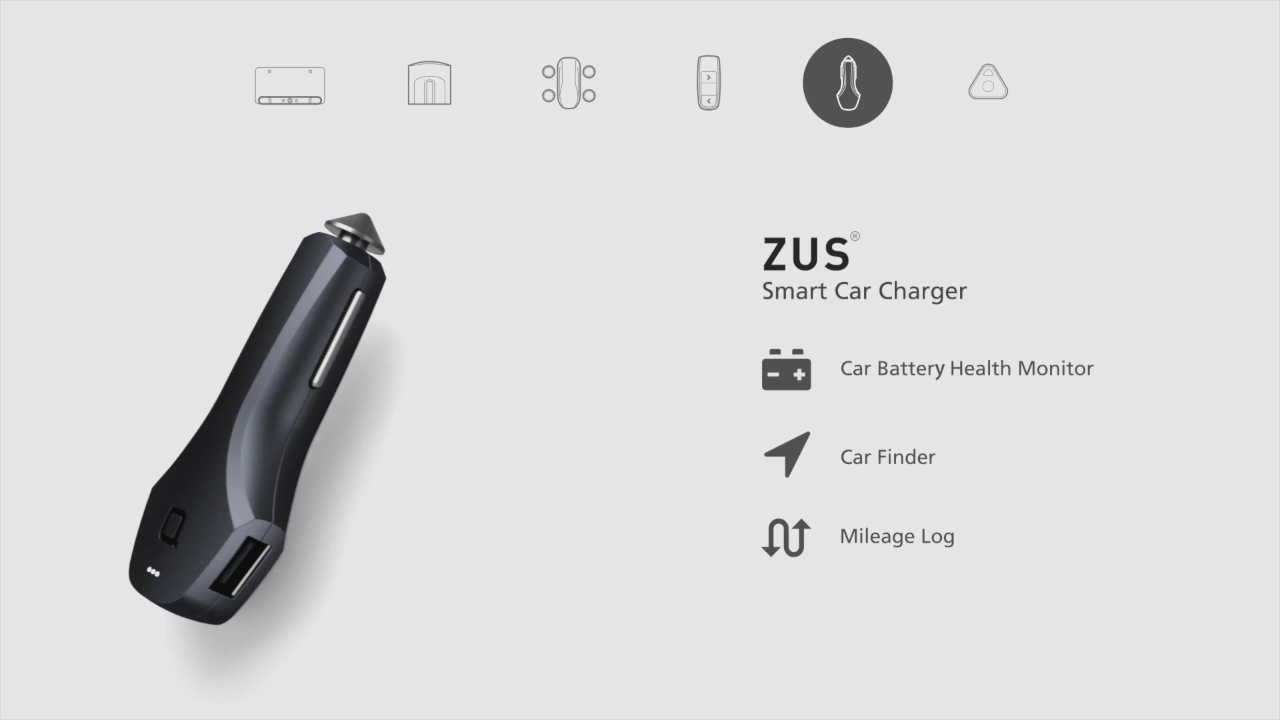 ZUS®
Smart Car Charger
Car Battery Health Monitor
Car Finder
Mileage Log